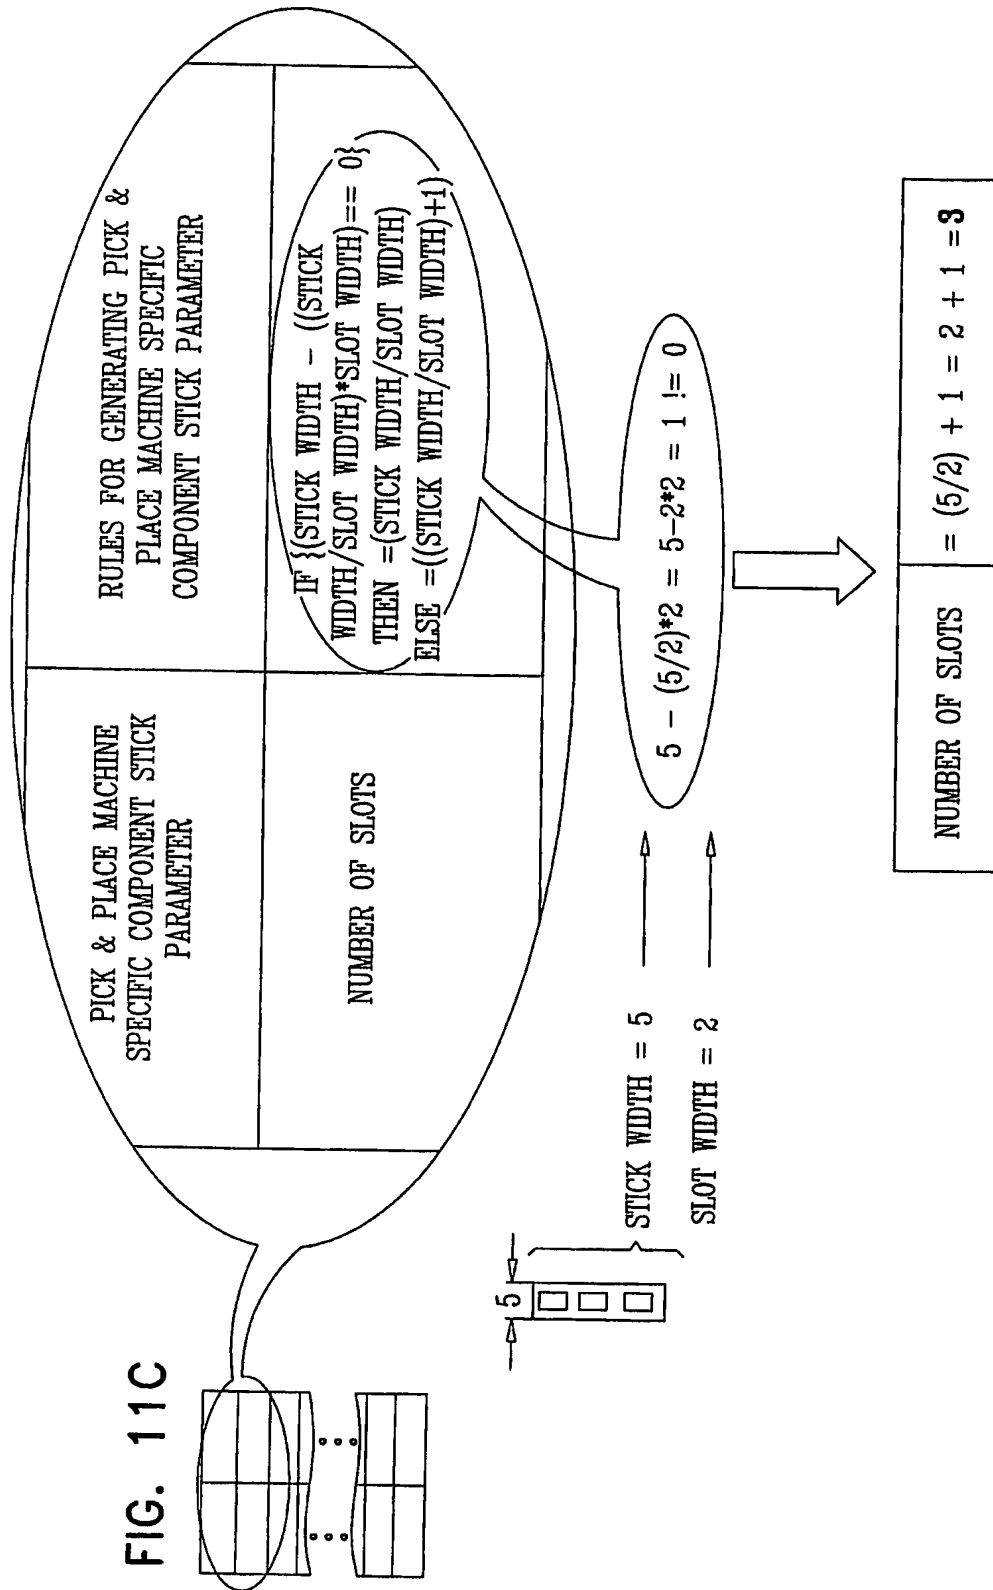 FIG. 11C
PICK & PLACE MACHINE
SPECIFIC COMPONENT STICK
PARAMETER
RULES FOR GENERATING PICK &
PLACE MACHINE SPECIFIC
COMPONENT STICK PARAMETER
NUMBER OF SLOTS
IF {(STICK WIDTH - ((STICK
WIDTH/SLOT WIDTH)*SLOT WIDTH)== 0}
THEN =(STICK WIDTH/SLOT WIDTH)
ELSE =((STICK WIDTH/SLOT WIDTH)+1)
5
STICK WIDTH = 5
SLOT WIDTH = 2
5 - (5/2)*2 = 5-2*2 = 1 != 0
NUMBER OF SLOTS
= (5/2) + 1 = 2 + 1 =3